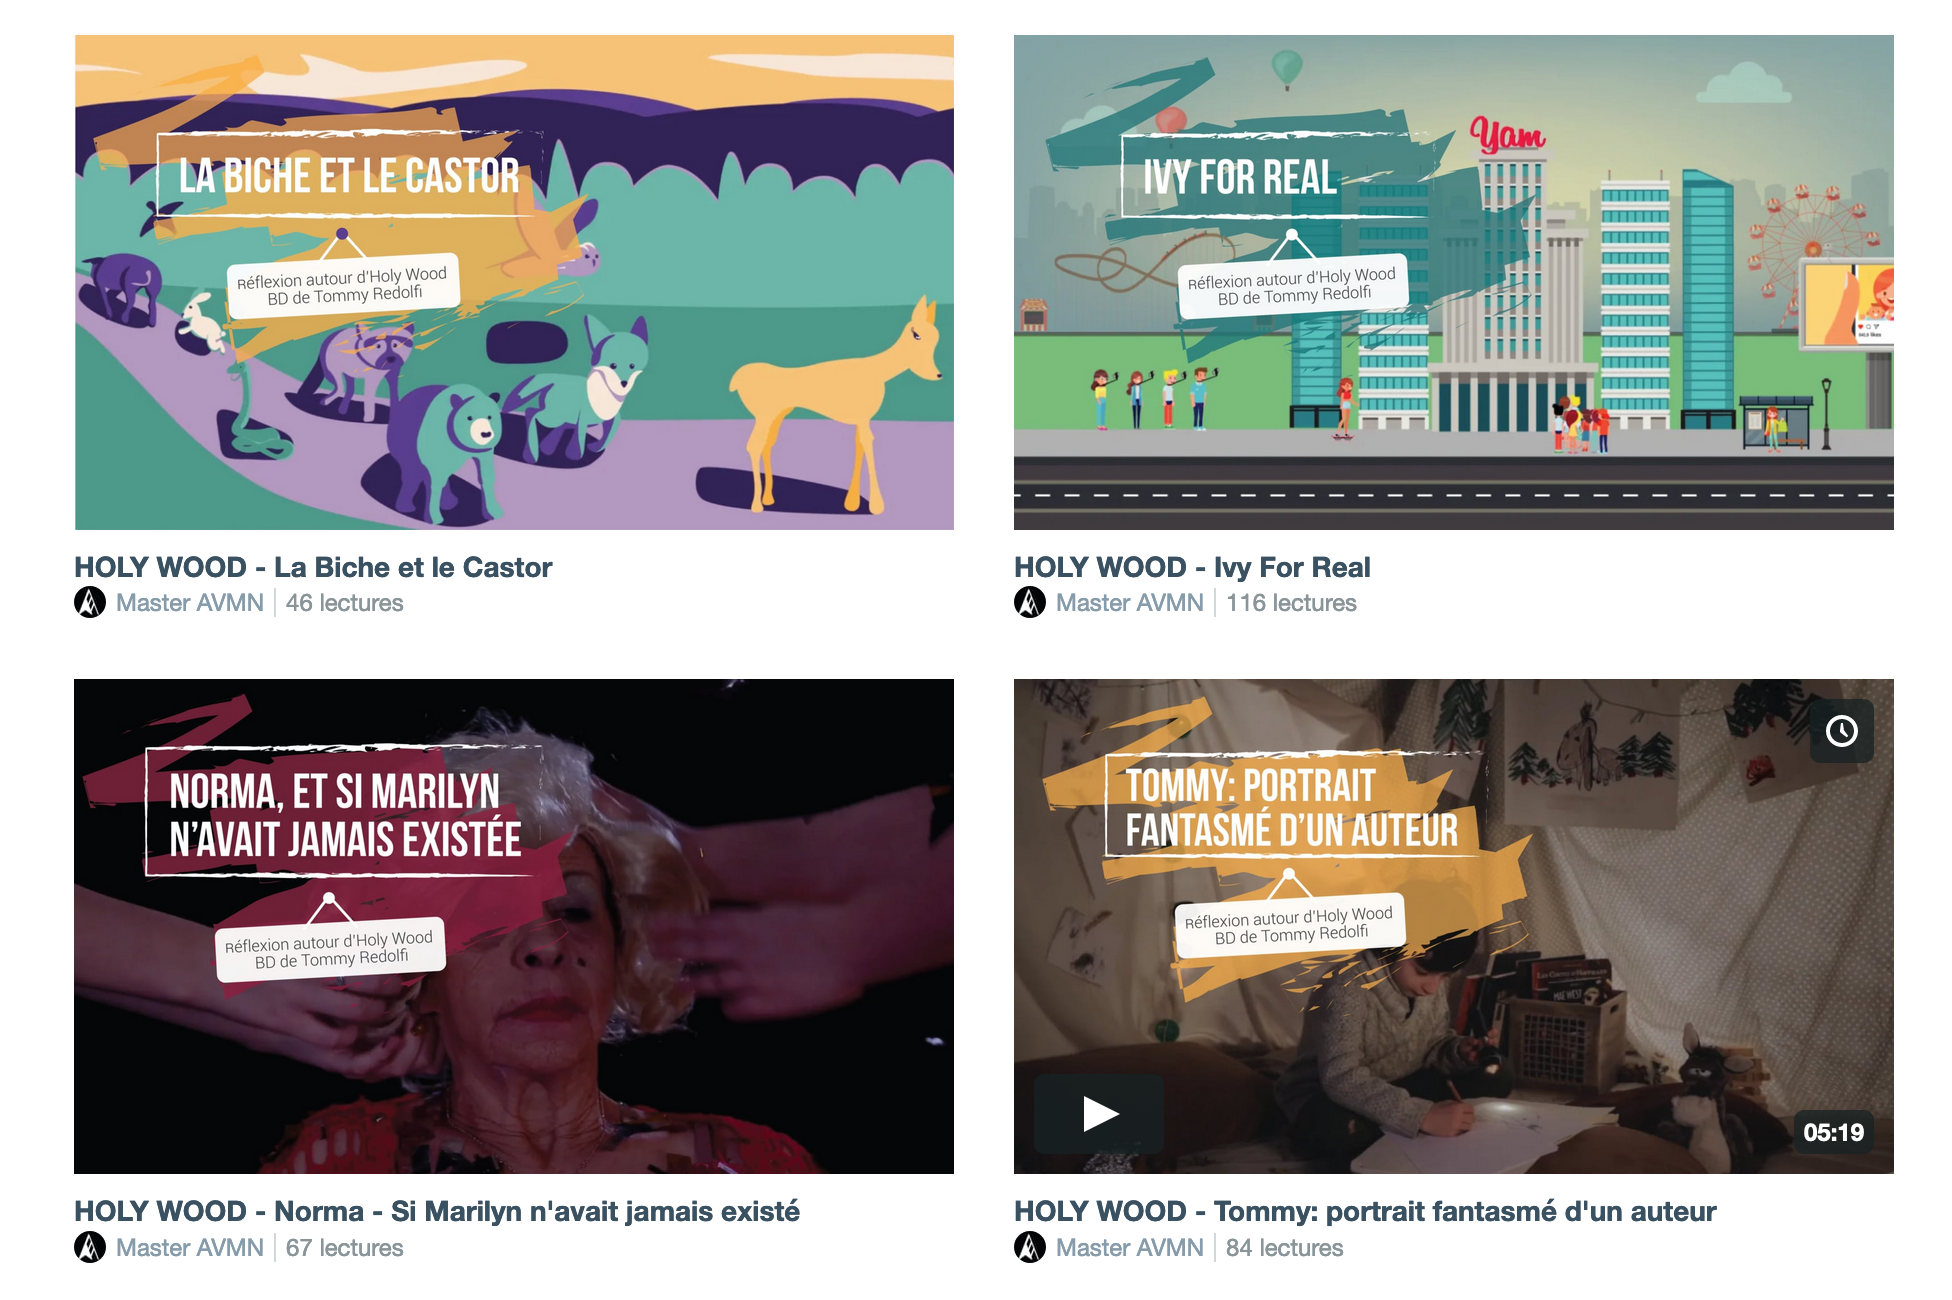 LA BICHE ET LE CASTOR
Réflexion autour d'Holy Wood
BD de Tommy Redolfi
HOLY WOOD - La Biche et le Castor
Master AVMN
46 lectures
Yam
IVY FOR REAL
Réflexion autour d'Holy Wood
BD de Tommy Redolfi
HOLY WOOD - Ivy For Real
Master AVMN
116 lectures
NORMA, ET SI MARILYN
N'AVAIT JAMAIS EXISTÉE
Réflexion autour d'Holy Wood
BD de Tommy Redolfi
HOLY WOOD - Norma - Si Marilyn n'avait jamais existé
Master AVMN
67 lectures
TOMMY: PORTRAIT
FANTASMÉ D'UN AUTEUR
Réflexion autour d'Holy Wood
BD de Tommy Redolfi
MAE WEST
05:19
HOLY WOOD - Tommy: portrait fantasmé d'un auteur
Master AVMN
84 lectures